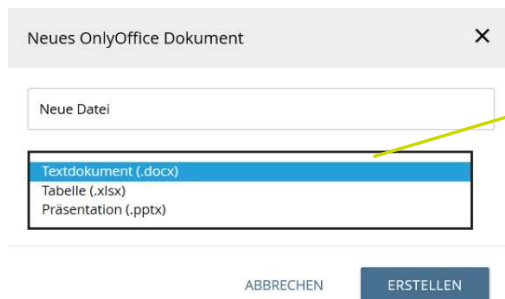 Neues OnlyOffice Dokument
Neue Datei
Textdokument (.docx)
Tabelle (.xlsx)
Präsentation (.pptx)
ABBRECHEN ERSTELLEN